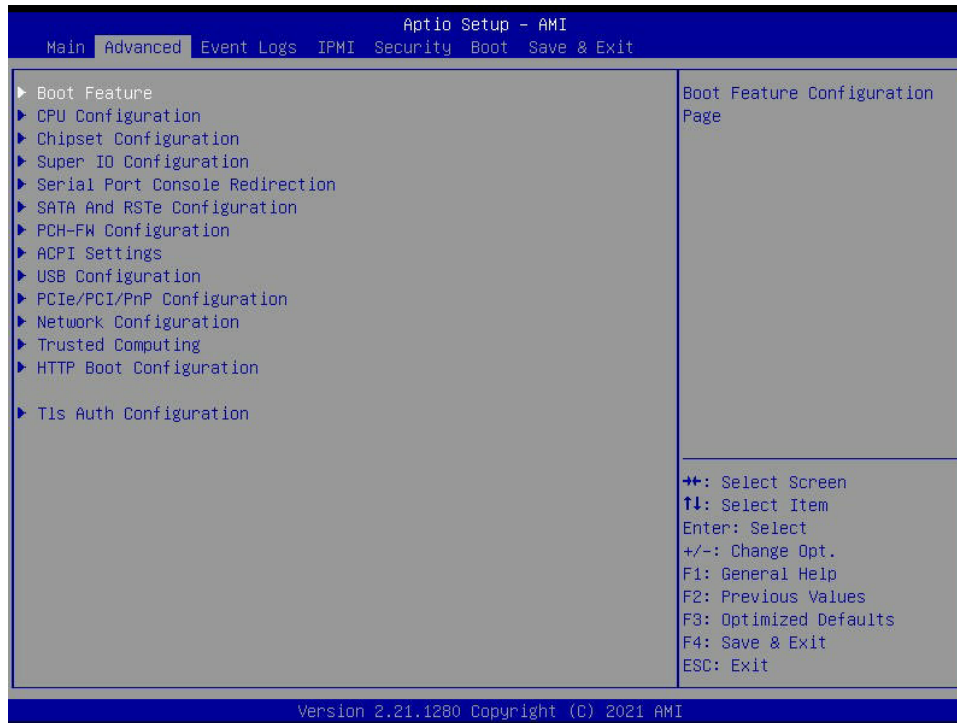 Aptio Setup – AMI
Main Advanced Event Logs IPMI Security Boot Save & Exit
▶ Boot Feature
▶ CPU Configuration
▶ Chipset Configuration
▶ Super IO Configuration
▶ Serial Port Console Redirection
▶ SATA And RSTe Configuration
▶ PCH-FW Configuration
▶ ACPI Settings
▶ USB Configuration
▶ PCIe/PCI/PnP Configuration
▶ Network Configuration
▶ Trusted Computing
▶ HTTP Boot Configuration
▶ Tls Auth Configuration
Boot Feature Configuration
Page
→←: Select Screen
↑↓: Select Item
Enter: Select
+/-: Change Opt.
F1: General Help
F2: Previous Values
F3: Optimized Defaults
F4: Save & Exit
ESC: Exit
Version 2.21.1280 Copyright (C) 2021 AMI